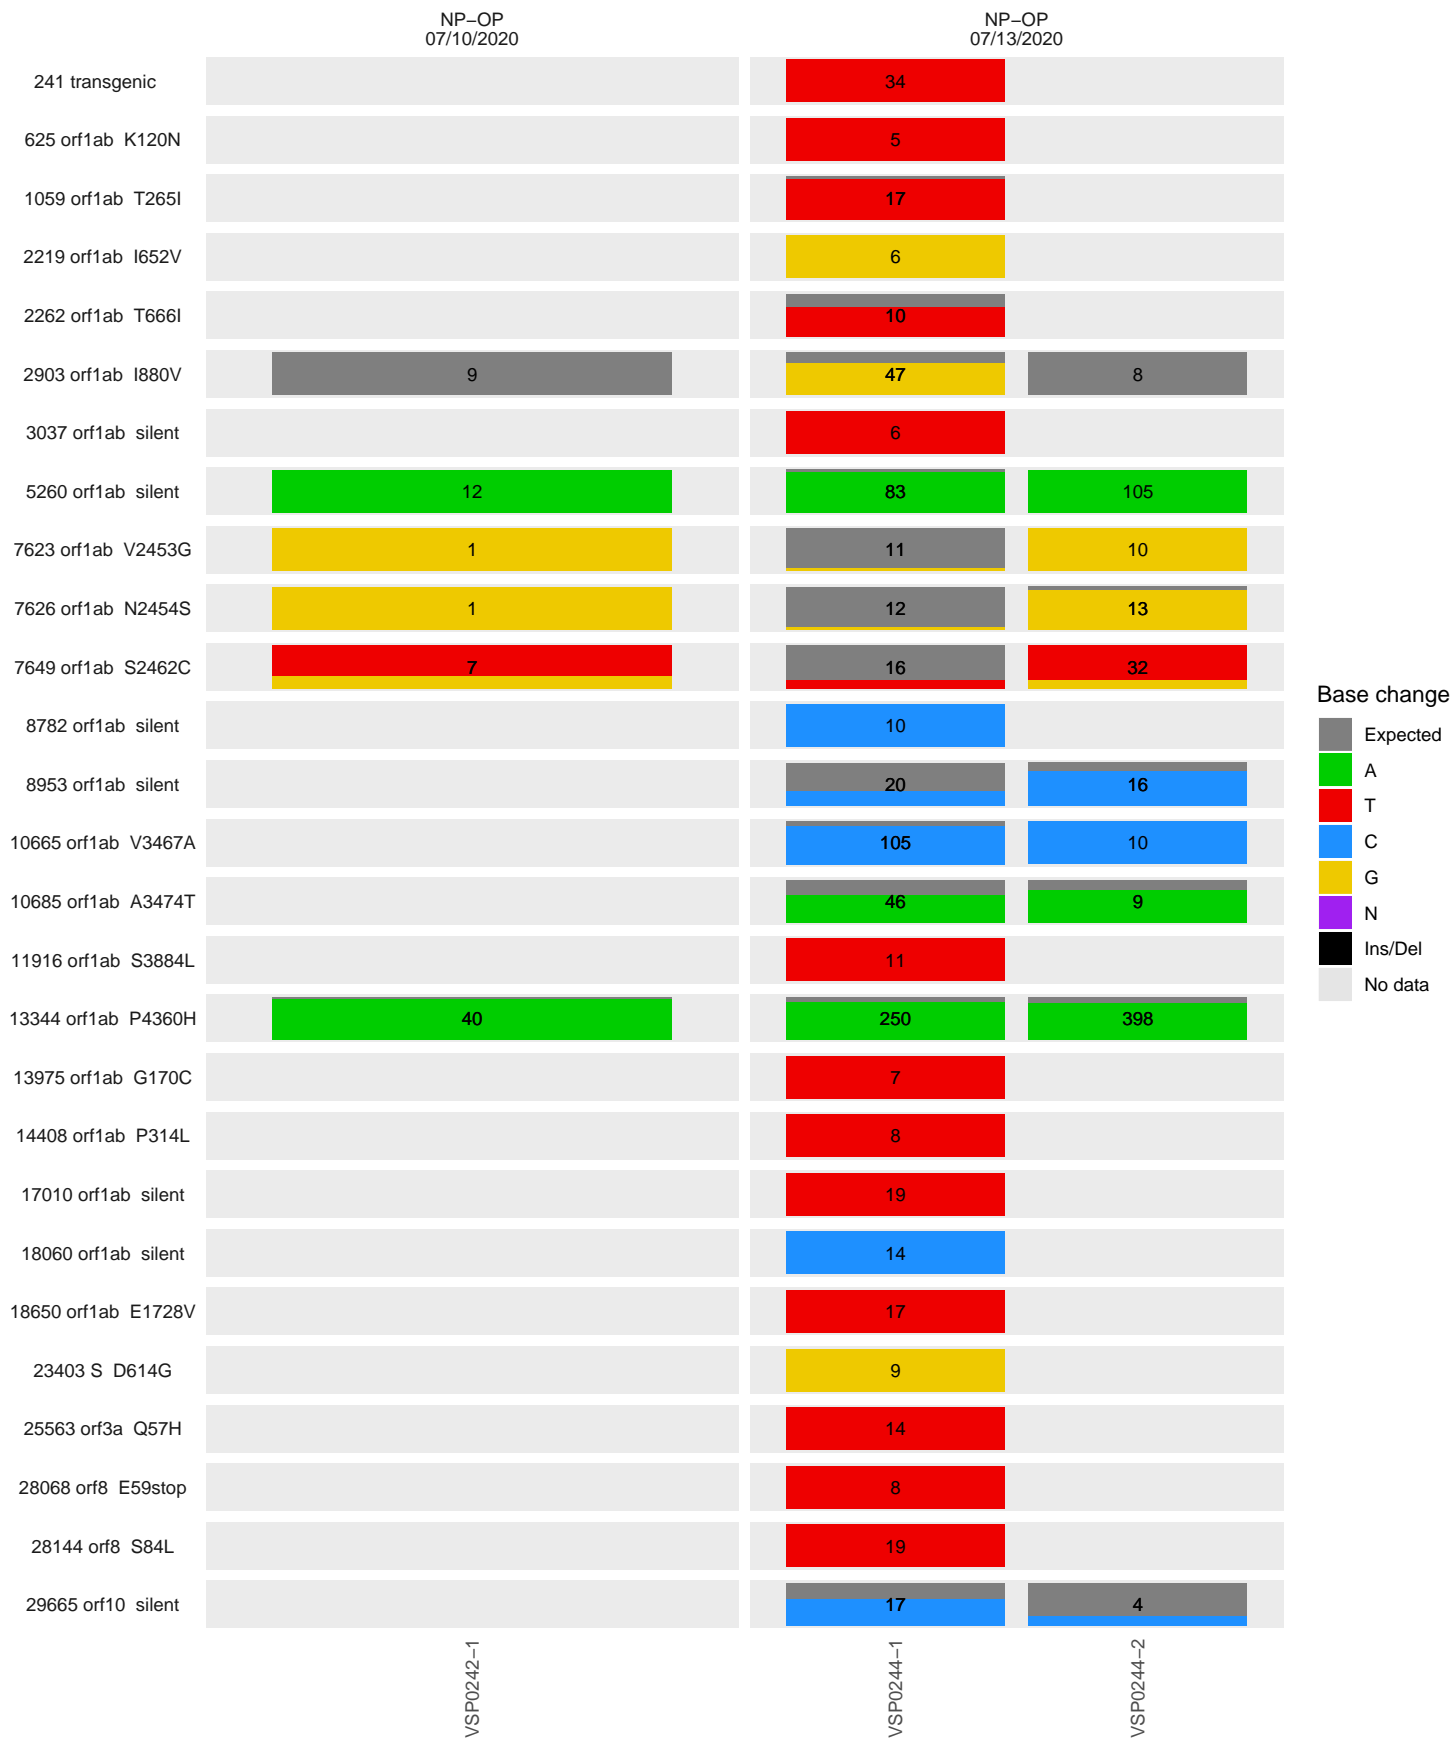 NP−OP
07/10/2020
NP−OP
07/13/2020
241 transgenic
34
625 orf1ab K120N
5
1059 orf1ab T265I
17
2219 orf1ab I652V
6
2262 orf1ab T666I
10
2903 orf1ab I880V
9
47
8
3037 orf1ab silent
6
5260 orf1ab silent
12
83
105
7623 orf1ab V2453G
1
11
10
7626 orf1ab N2454S
1
12
13
7649 orf1ab S2462C
7
16
32
8782 orf1ab silent
10
8953 orf1ab silent
20
16
10665 orf1ab V3467A
105
10
10685 orf1ab A3474T
46
9
11916 orf1ab S3884L
11
13344 orf1ab P4360H
40
250
398
13975 orf1ab G170C
7
14408 orf1ab P314L
8
17010 orf1ab silent
19
18060 orf1ab silent
14
18650 orf1ab E1728V
17
23403 S D614G
9
25563 orf3a Q57H
14
28068 orf8 E59stop
8
28144 orf8 S84L
19
29665 orf10 silent
17
4
VSP0242−1
VSP0244−1
VSP0244−2
Base change
Expected
A
T
C
G
N
Ins/Del
No data